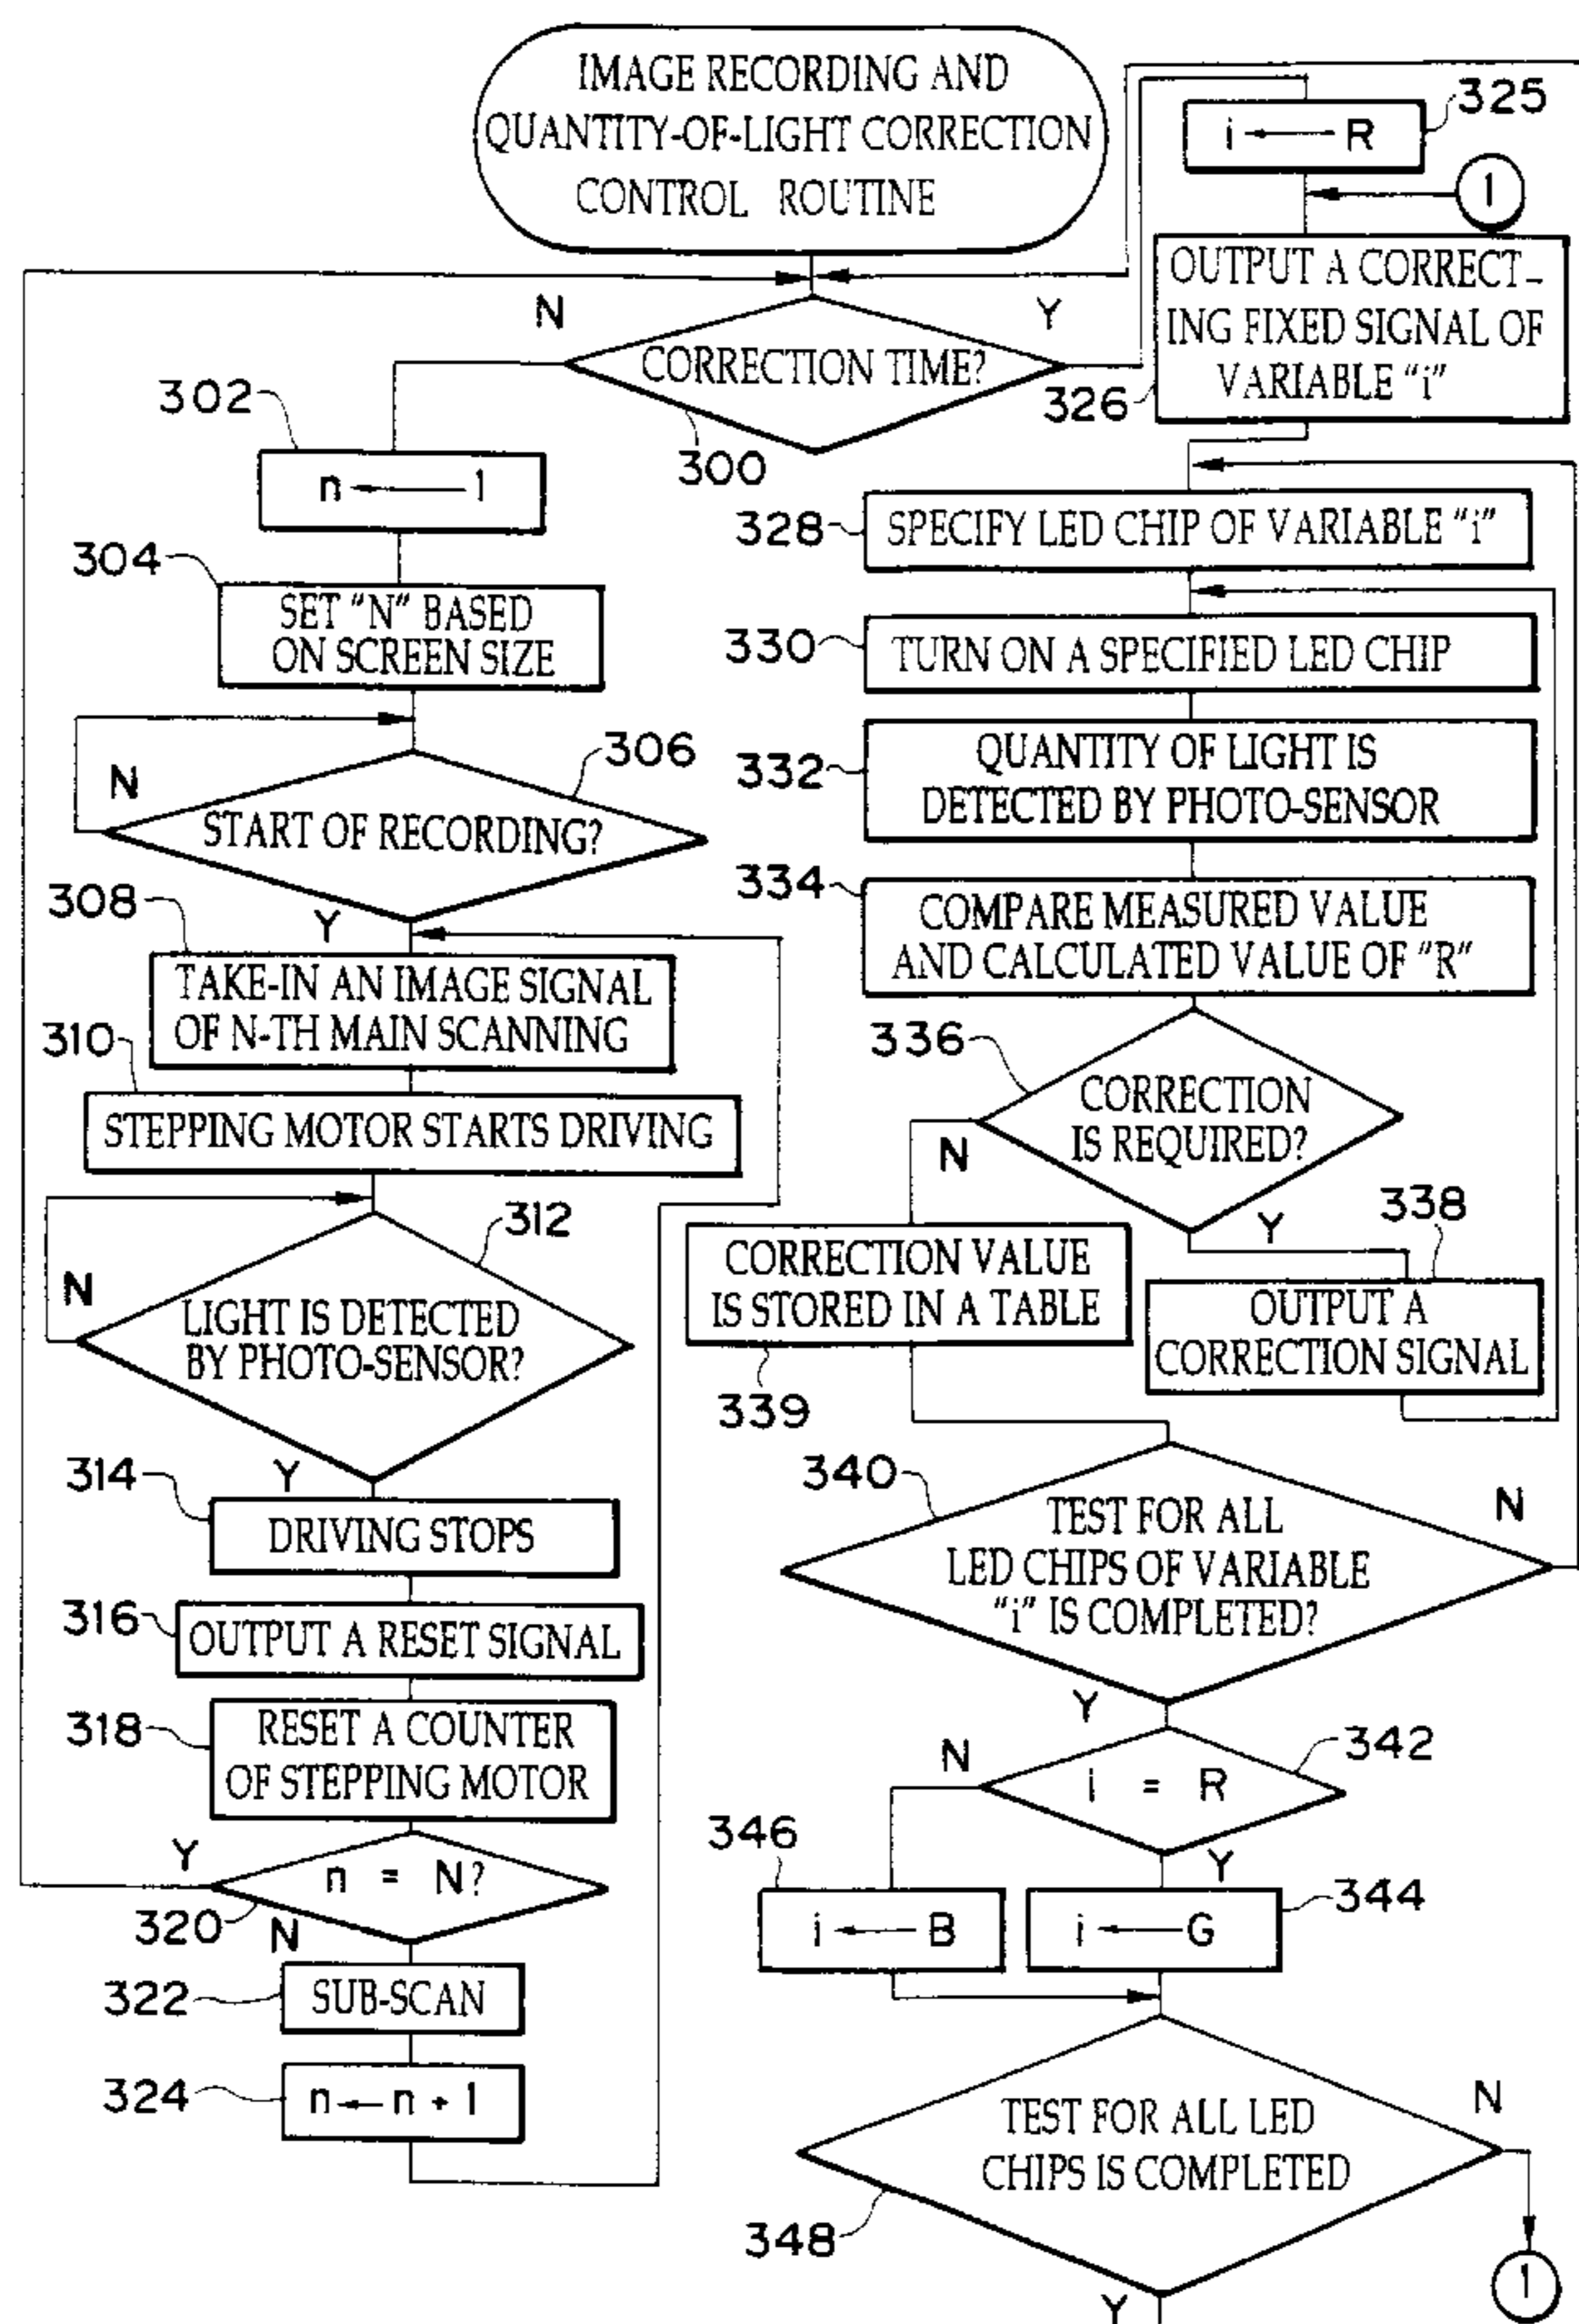 IMAGE RECORDING AND
QUANTITY-OF-LIGHT CORRECTION
CONTROL ROUTINE
N
Y
CORRECTION TIME?
300
302
n ← 1
304
SET "N" BASED
ON SCREEN SIZE
306
N
START OF RECORDING?
Y
308
TAKE-IN AN IMAGE SIGNAL
OF N-TH MAIN SCANNING
310
STEPPING MOTOR STARTS DRIVING
312
N
LIGHT IS DETECTED
BY PHOTO-SENSOR?
Y
314
DRIVING STOPS
316
OUTPUT A RESET SIGNAL
318
RESET A COUNTER
OF STEPPING MOTOR
Y
n = N?
320
N
322
SUB-SCAN
324
n ← n + 1
325
i ← R
1
OUTPUT A CORRECT-
ING FIXED SIGNAL OF
VARIABLE "i"
326
328
SPECIFY LED CHIP OF VARIABLE "i"
330
TURN ON A SPECIFIED LED CHIP
332
QUANTITY OF LIGHT IS
DETECTED BY PHOTO-SENSOR
334
COMPARE MEASURED VALUE
AND CALCULATED VALUE OF "R"
336
CORRECTION
IS REQUIRED?
N
Y
338
OUTPUT A
CORRECTION SIGNAL
CORRECTION VALUE
IS STORED IN A TABLE
339
340
N
TEST FOR ALL
LED CHIPS OF VARIABLE
"i" IS COMPLETED?
Y
342
N
i = R
Y
346
i ← B
344
i ← G
TEST FOR ALL LED
CHIPS IS COMPLETED
N
348
Y
1